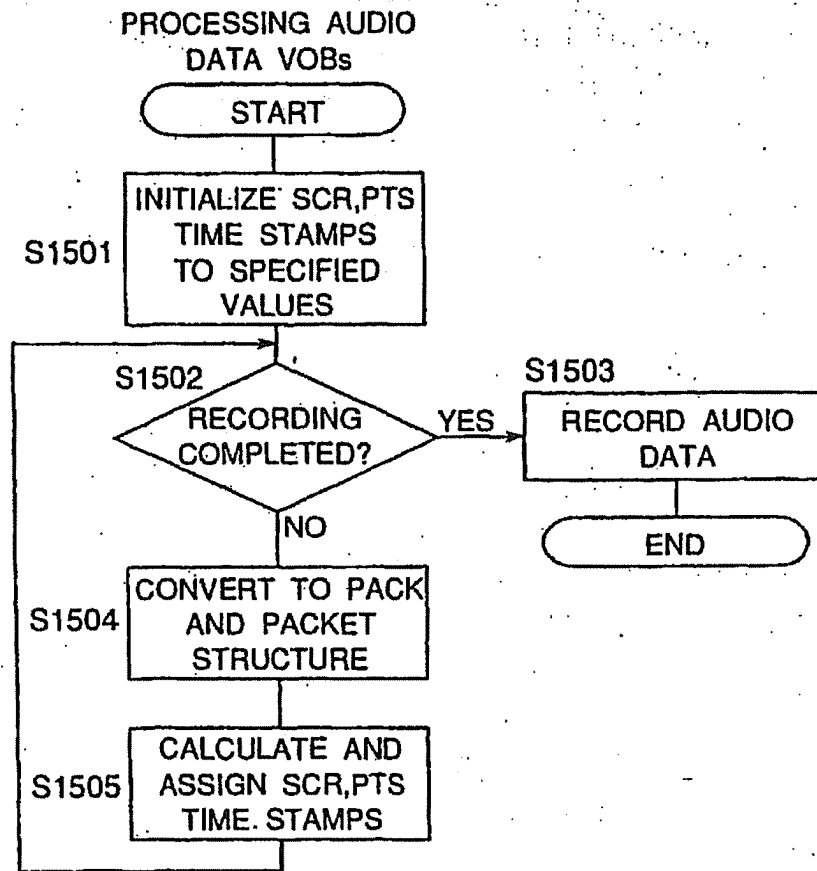 PROCESSING AUDIO
DATA VOBs
START
S1501
INITIALIZE SCR,PTS
TIME STAMPS
TO SPECIFIED
VALUES
S1502
RECORDING
COMPLETED?
YES
S1503
RECORD AUDIO
DATA
END
NO
S1504
CONVERT TO PACK
AND PACKET
STRUCTURE
S1505
CALCULATE AND
ASSIGN SCR,PTS
TIME. STAMPS